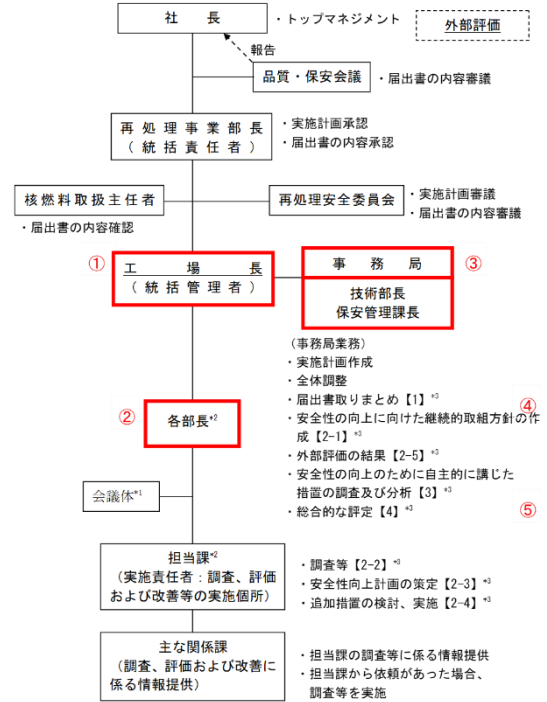 社長
・トップマネジメント
外部評価
報告
品質・保安会議
・届出書の内容審議
再処理事業部長
(統括責任者)
・実施計画承認
・届出書の内容承認
核燃料取扱主任者
・届出書の内容確認
再処理安全委員会
・実施計画審議
・届出書の内容審議
①
工場長
(統括管理者)
事務局
③
技術部長
保安管理課長
(事務局業務)
・実施計画作成
・全体調整
・届出書取りまとめ【1】*3
④
・安全性の向上に向けた継続的取組方針の作
成【2-1】*3
・外部評価の結果【2-5】*3
・安全性の向上のために自主的に講じた
措置の調査及び分析【3】*3
・総合的な評定【4】*3
⑤
②
各部長*2
会議体*1
担当課*2
(実施責任者:調査、評価
および改善等の実施個所)
・調査等【2-2】*3
・安全性向上計画の策定【2-3】*3
・追加措置の検討、実施【2-4】*3
主な関係課
(調査、評価および改善に
係る情報提供)
・担当課の調査等に係る情報提供
・担当課から依頼があった場合、
調査等を実施